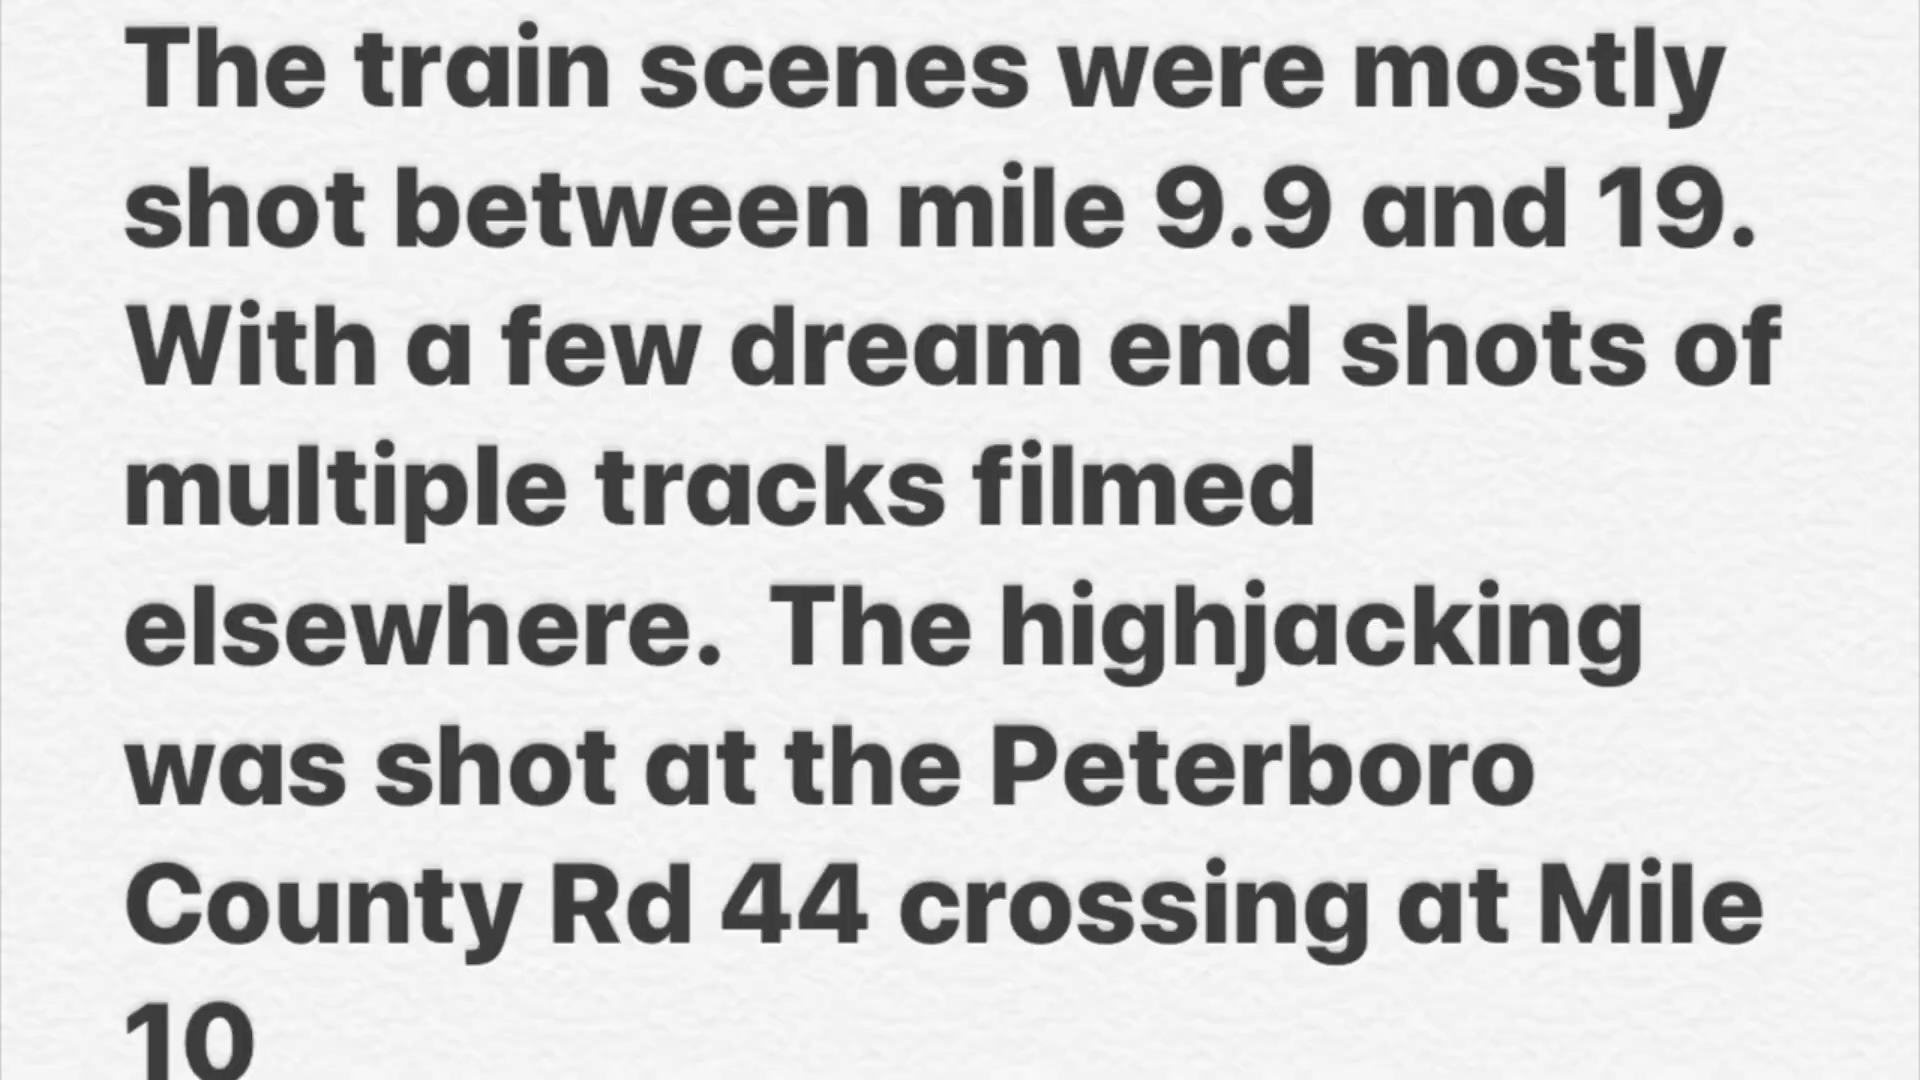 The train scenes were mostly
shot between mile 9.9 and 19.
With a few dream end shots of
multiple tracks filmed
elsewhere.  The highjacking
was shot at the Peterboro
County Rd 44 crossing at Mile
10